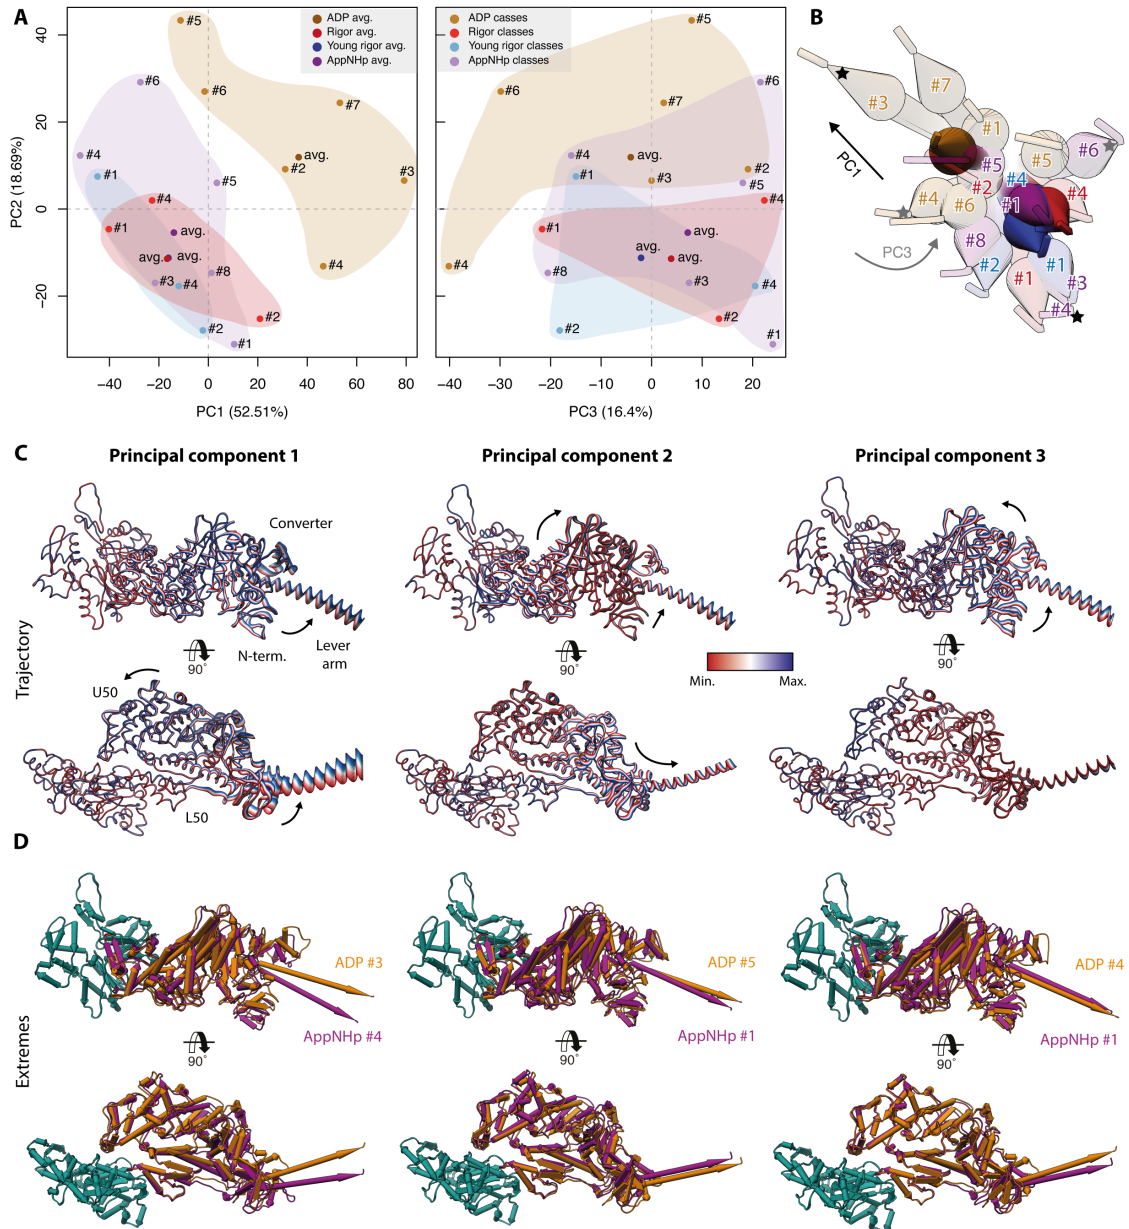 A
ADP avg.
Rigor avg.
Young rigor avg.
AppNHp avg.
ADP casses
Rigor classes
Young rigor classes
AppNHp classes
PC2 (18.69%)
40
20
0
−20
#5
#6
#6
#7
avg.
#2
#3
#4
#1
#5
#4
#1
avg.
avg.
#3
#4
#8
#4
#2
#2
#1
−40
−20
0
20
40
60
80
PC1 (52.51%)
#5
#6
#6
#7
#4
avg.
#1
#2
#3
#5
#4
#1
avg.
avg.
#8
#3
#4
#4
#2
#2
#1
−40
−30
−20
−10
0
10
20
PC3 (16.4%)
B
#7
#3
#1
#5
#6
#5
#4
#2
#4
#4
#6
#1
#8
#2
#1
#1
#3
#4
PC1
PC3
C
Principal component 1
Principal component 2
Principal component 3
Trajectory
Converter
N-term.
Lever
arm
90°
90°
90°
Min.
Max.
U50
L50
D
Extremes
ADP #3
AppNHp #4
ADP #5
AppNHp #1
ADP #4
AppNHp #1
90°
90°
90°